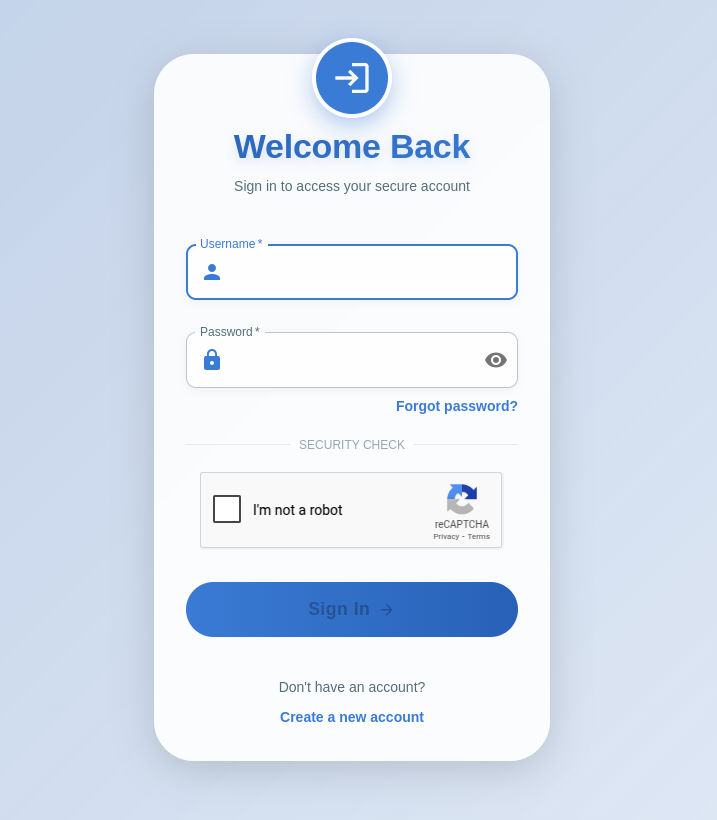 Welcome Back
Sign in to access your secure account
Username *
Password *
Forgot password?
SECURITY CHECK
I'm not a robot
reCAPTCHA
Privacy - Terms
Sign In
Don't have an account?
Create a new account